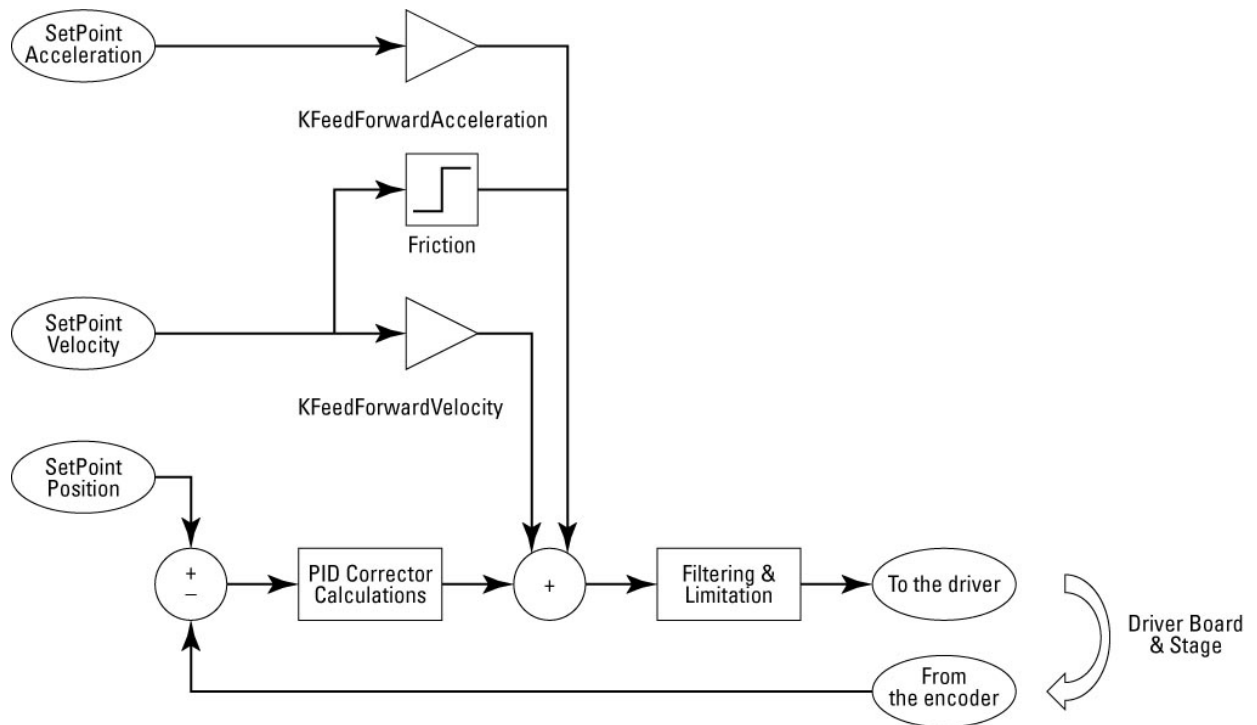 SetPoint
Acceleration
KFeedForwardAcceleration
Friction
SetPoint
Velocity
KFeedForwardVelocity
SetPoint
Position
+
–
PID Corrector
Calculations
+
Filtering &
Limitation
To the driver
Driver Board
& Stage
From
the encoder